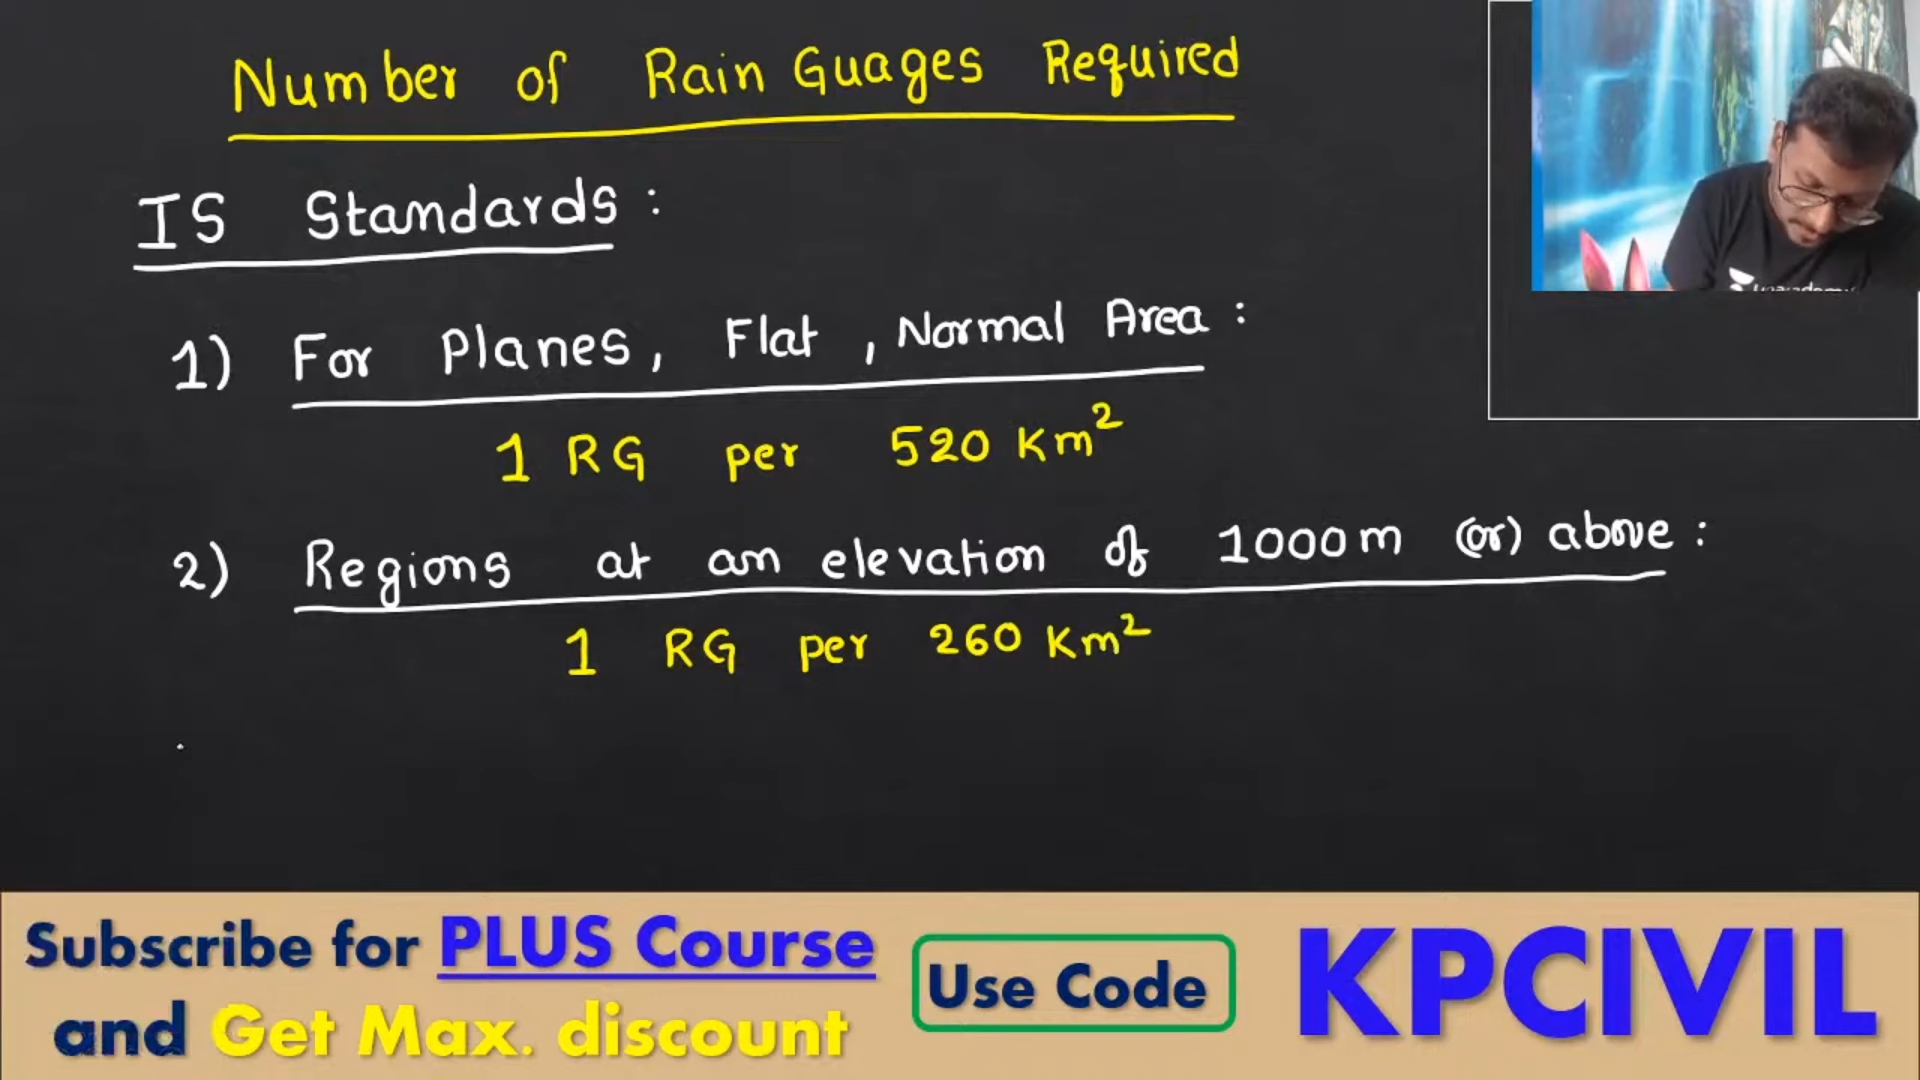 Number of Rain Guages Required
IS Standards :
1) For Planes, Flat, Normal Area :
1 RG per 520 Km²
2) Regions at an elevation of 1000m (or) above :
1 RG per 260 Km²
Subscribe for PLUS Course
and Get Max. discount
Use Code
KPCIVIL